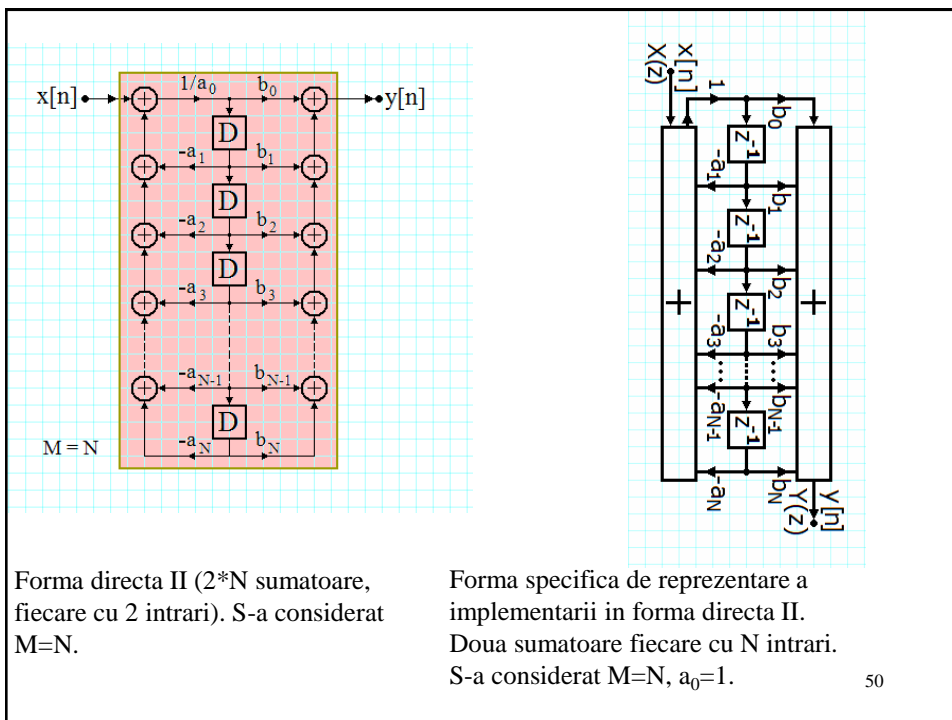 x[n] 1/a0 b0 y[n]
D
-a1 b1
D
-a2 b2
D
-a3 b3
-aN-1 bN-1
D
-aN bN
M = N
x[n]
X(z)
1 b0
z-1
-a1 b1
z-1
-a2 b2
z-1
-a3 b3
+ +
... ...
-aN-1 bN-1
z-1
-aN bN
y[n]
Y(z)
Forma directa II (2*N sumatoare,
fiecare cu 2 intrari). S-a considerat
M=N.
Forma specifica de reprezentare a
implementarii in forma directa II.
Doua sumatoare fiecare cu N intrari.
S-a considerat M=N, a0=1.
50